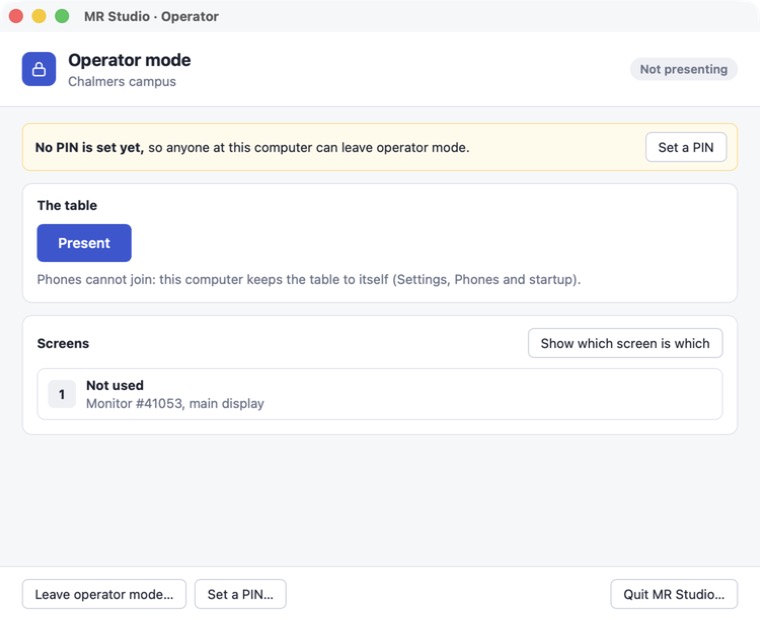 MR Studio · Operator
Operator mode
Chalmers campus
Not presenting
No PIN is set yet, so anyone at this computer can leave operator mode.
Set a PIN
The table
Present
Phones cannot join: this computer keeps the table to itself (Settings, Phones and startup).
Screens
Show which screen is which
1
Not used
Monitor #41053, main display
Leave operator mode...
Set a PIN...
Quit MR Studio...